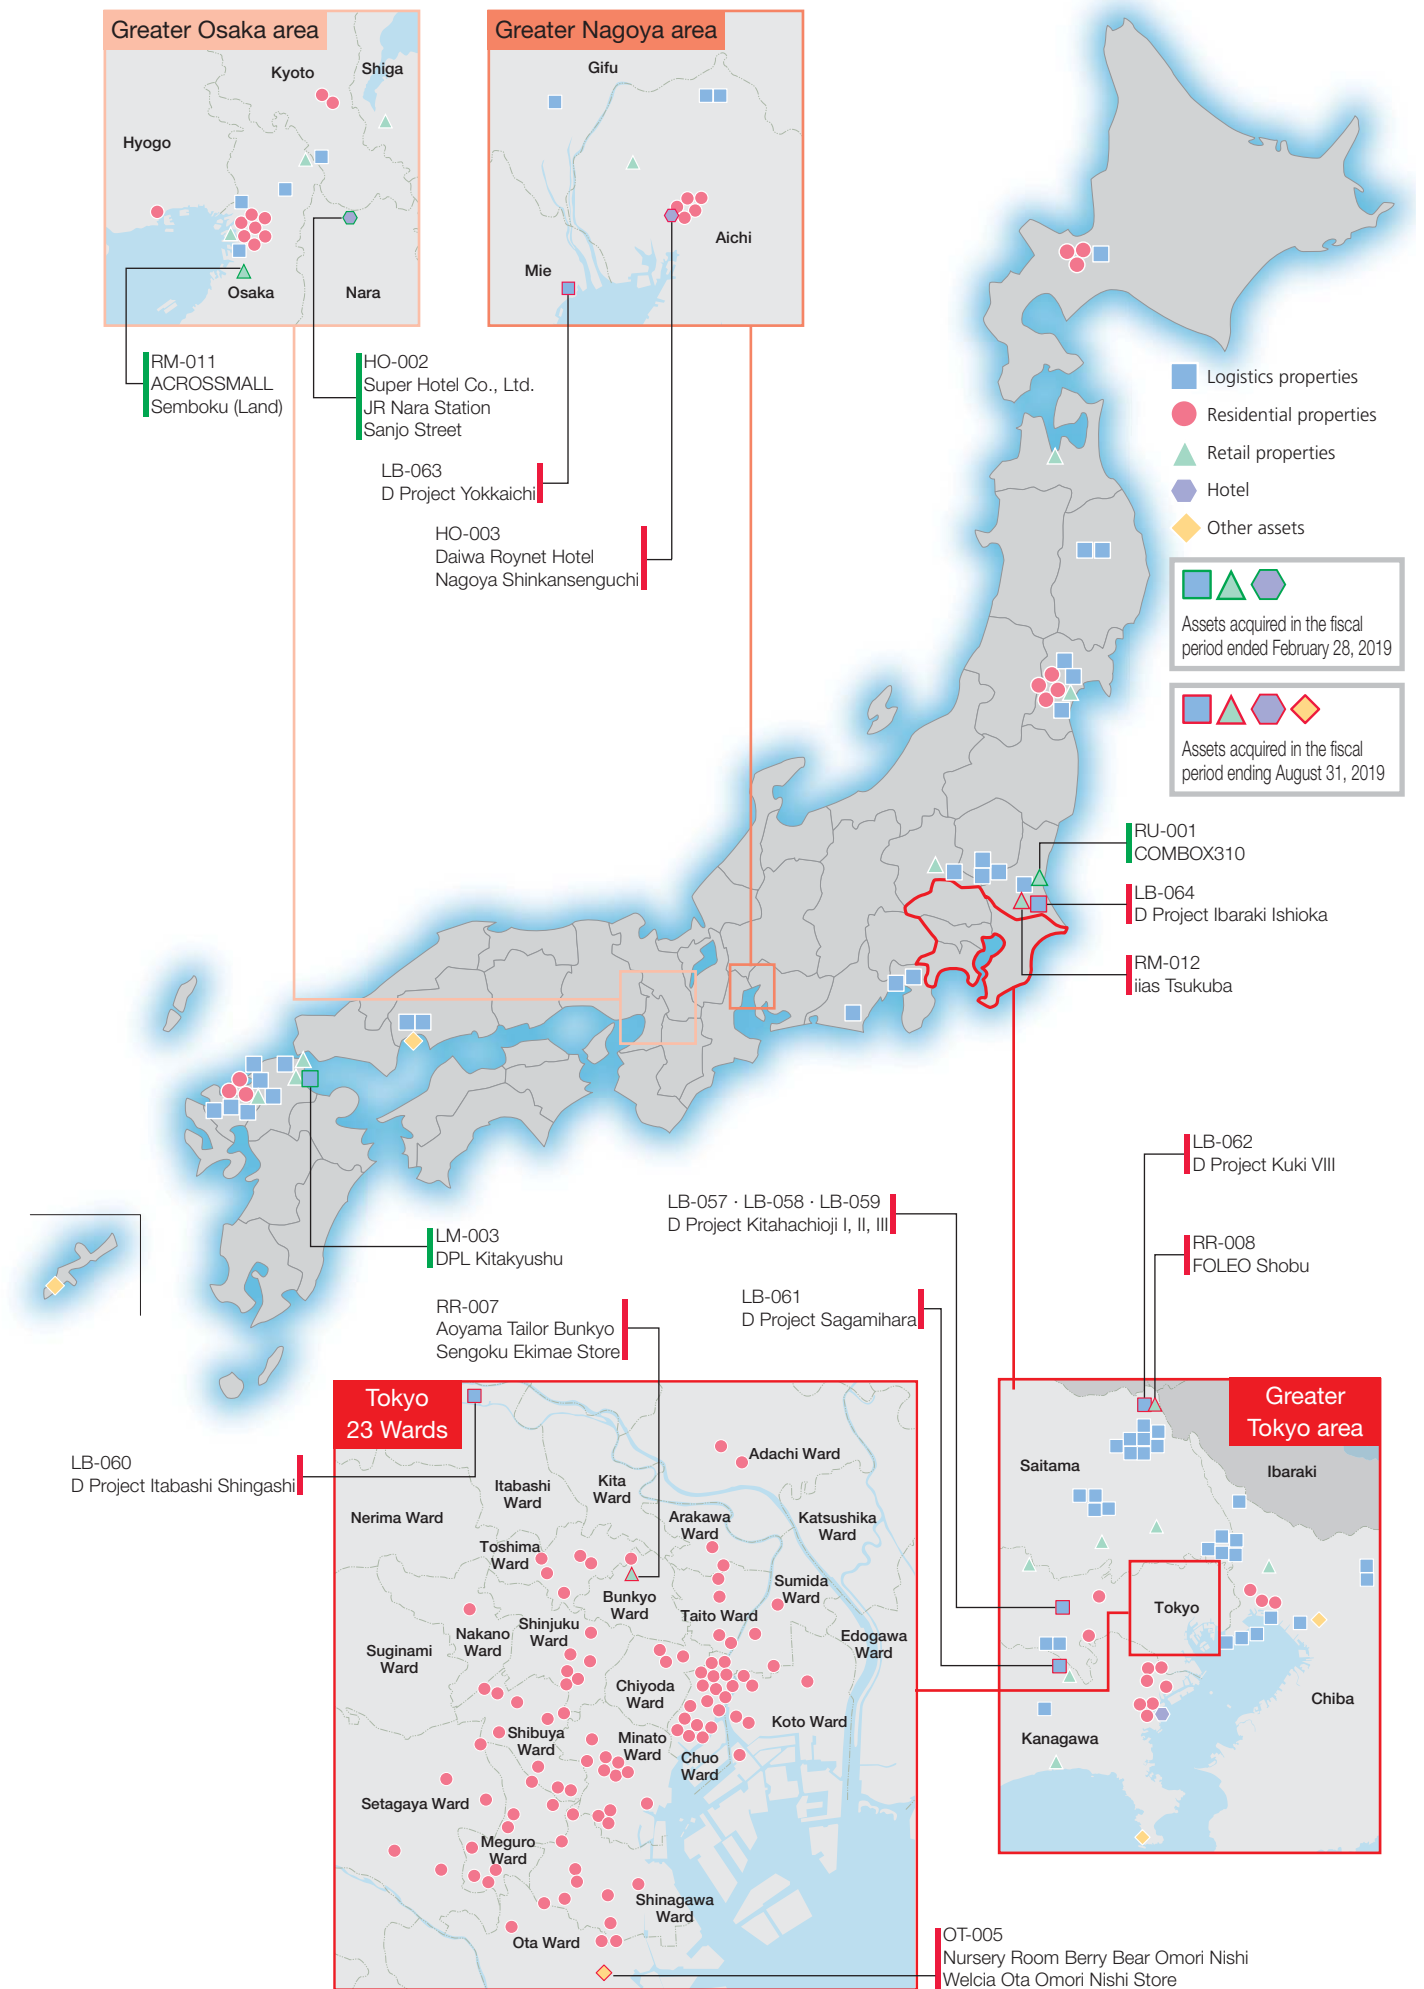 Greater Osaka area
Kyoto
Shiga
Hyogo
Osaka
Nara
Greater Nagoya area
Gifu
Aichi
Mie
RM-011
ACROSSMALL
Semboku (Land)
HO-002
Super Hotel Co., Ltd.
JR Nara Station
Sanjo Street
LB-063
D Project Yokkaichi
HO-003
Daiwa Roynet Hotel
Nagoya Shinkansenguchi
Logistics properties
Residential properties
Retail properties
Hotel
Other assets
Assets acquired in the fiscal
period ended February 28, 2019
Assets acquired in the fiscal
period ending August 31, 2019
RU-001
COMBOX310
LB-064
D Project Ibaraki Ishioka
RM-012
iias Tsukuba
LB-062
D Project Kuki VIII
LB-057 · LB-058 · LB-059
D Project Kitahachioji I, II, III
LM-003
DPL Kitakyushu
RR-008
FOLEO Shobu
LB-061
D Project Sagamihara
RR-007
Aoyama Tailor Bunkyo
Sengoku Ekimae Store
LB-060
D Project Itabashi Shingashi
Tokyo
23 Wards
Adachi Ward
Itabashi
Ward
Kita
Ward
Nerima Ward
Arakawa
Ward
Katsushika
Ward
Toshima
Ward
Sumida
Ward
Bunkyo
Ward
Taito Ward
Shinjuku
Ward
Nakano
Ward
Edogawa
Ward
Suginami
Ward
Chiyoda
Ward
Koto Ward
Shibuya
Ward
Minato
Ward
Chuo
Ward
Setagaya Ward
Meguro
Ward
Shinagawa
Ward
Ota Ward
Greater
Tokyo area
Saitama
Ibaraki
Tokyo
Chiba
Kanagawa
OT-005
Nursery Room Berry Bear Omori Nishi
Welcia Ota Omori Nishi Store